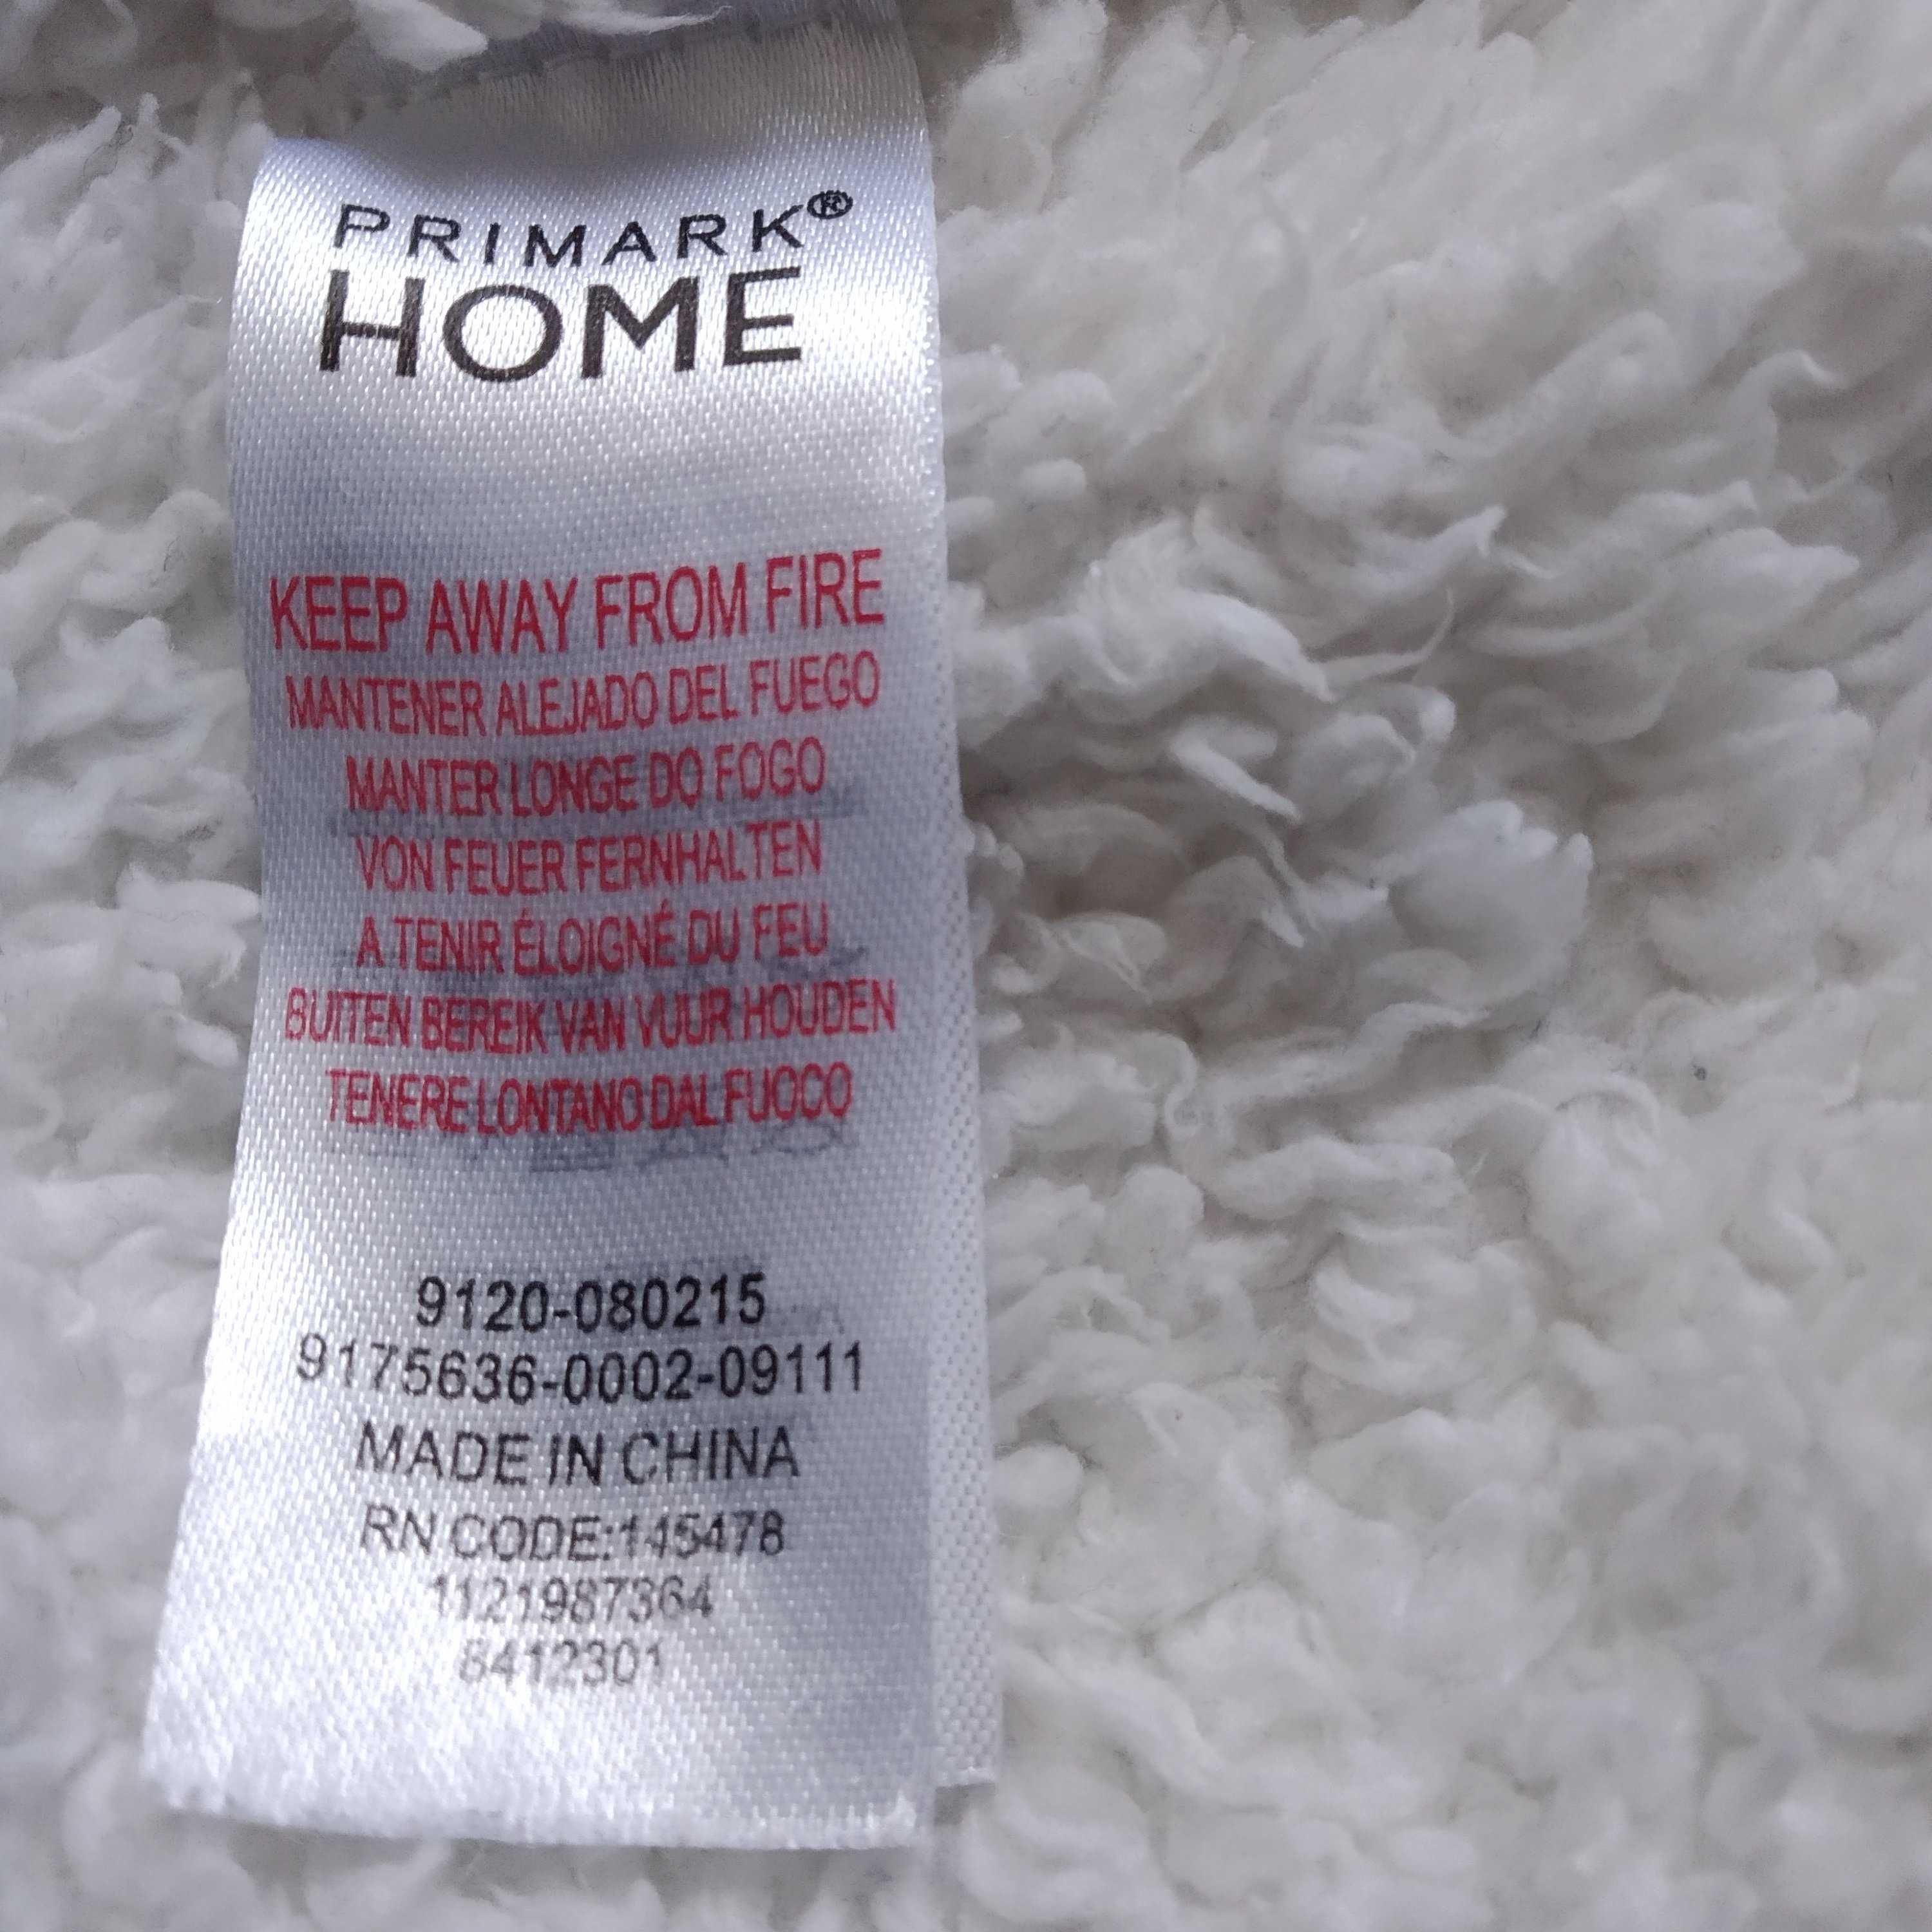 PRIMARK®
HOME
KEEP AWAY FROM FIRE
MANTENER ALEJADO DEL FUEGO
MANTER LONGE DO FOGO
VON FEUER FERNHALTEN
A TENIR ÉLOIGNÉ DU FEU
BUITEN BEREIK VAN VUUR HOUDEN
TENERE LONTANO DAL FUOCO
9120-080215
9175636-0002-09111
MADE IN CHINA
RN CODE:145478
1121987364
6412301